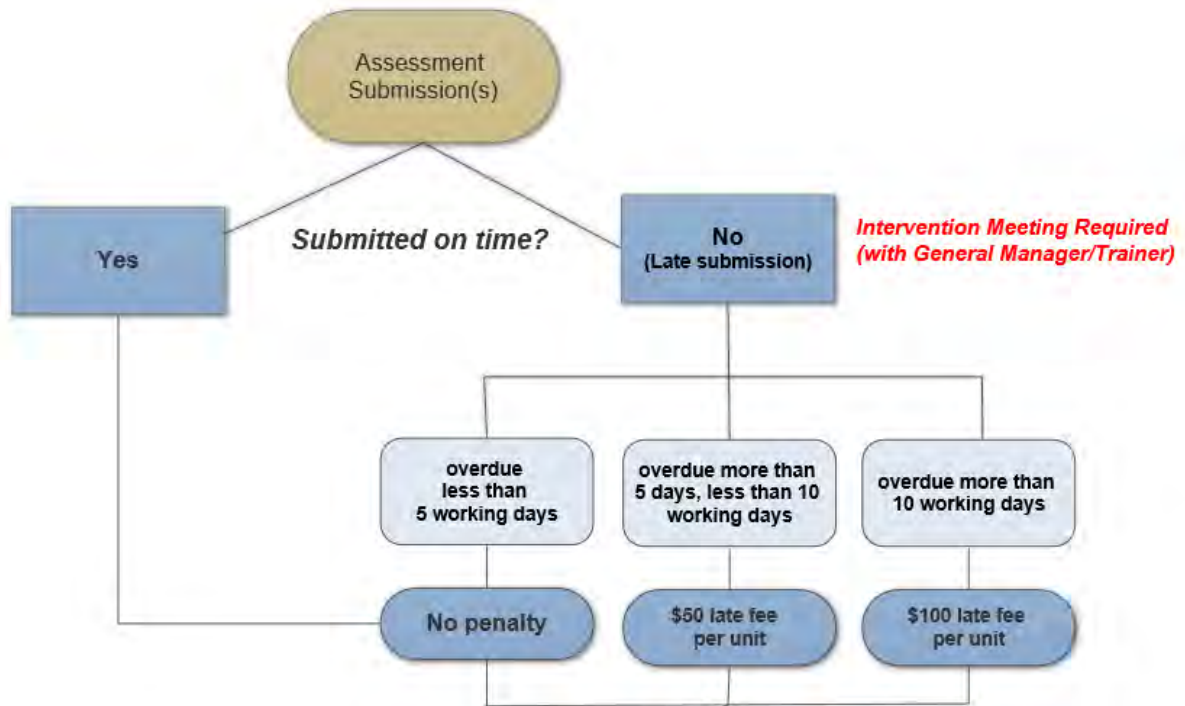 Assessment
Submission(s)
Yes
Submitted on time?
No
(Late submission)
Intervention Meeting Required
(with General Manager/Trainer)
overdue
less than
5 working days
overdue more than
5 days, less than 10
working days
overdue more than
10 working days
No penalty
$50 late fee
per unit
$100 late fee
per unit